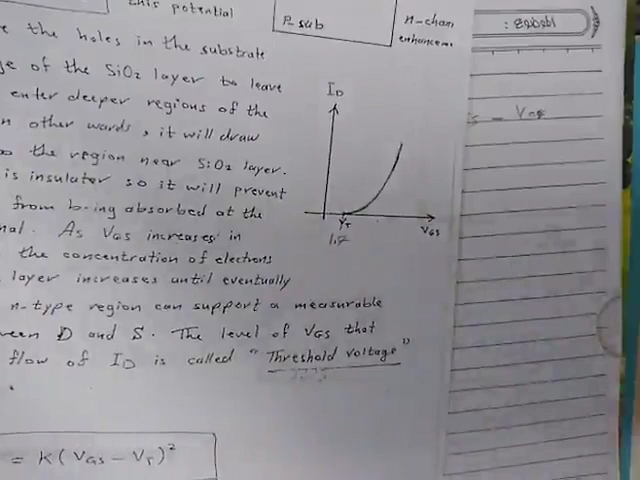 this potential
P sub
n-chan
enhancem
the holes in the substrate
of the SiO2 layer to leave
enter deeper regions of the
other words, it will draw
the region near SiO2 layer.
is insulater so it will prevent
from being absorbed at the
As VGS increases in
the concentration of electrons
layer increases until eventually
n-type region can support a measurable
D and S. The level of VGS that
flow of ID is called "Threshold voltage"
= K(VGS - VT)²
ID
VT
VGS
1.7
- VGS